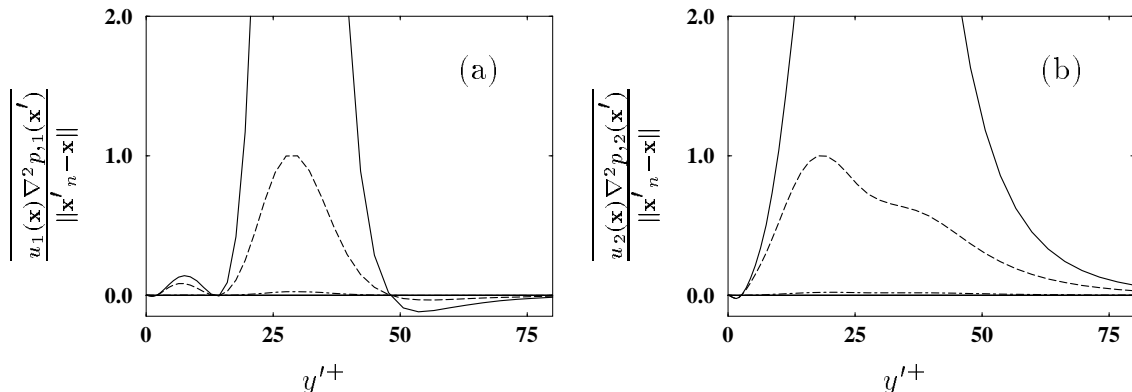 2.0
1.0
0.0
0
25
50
75
(a)
y′+
u1(x)∇²p,1(x′)
||x′n−x||
2.0
1.0
0.0
0
25
50
75
(b)
y′+
u2(x)∇²p,2(x′)
||x′n−x||